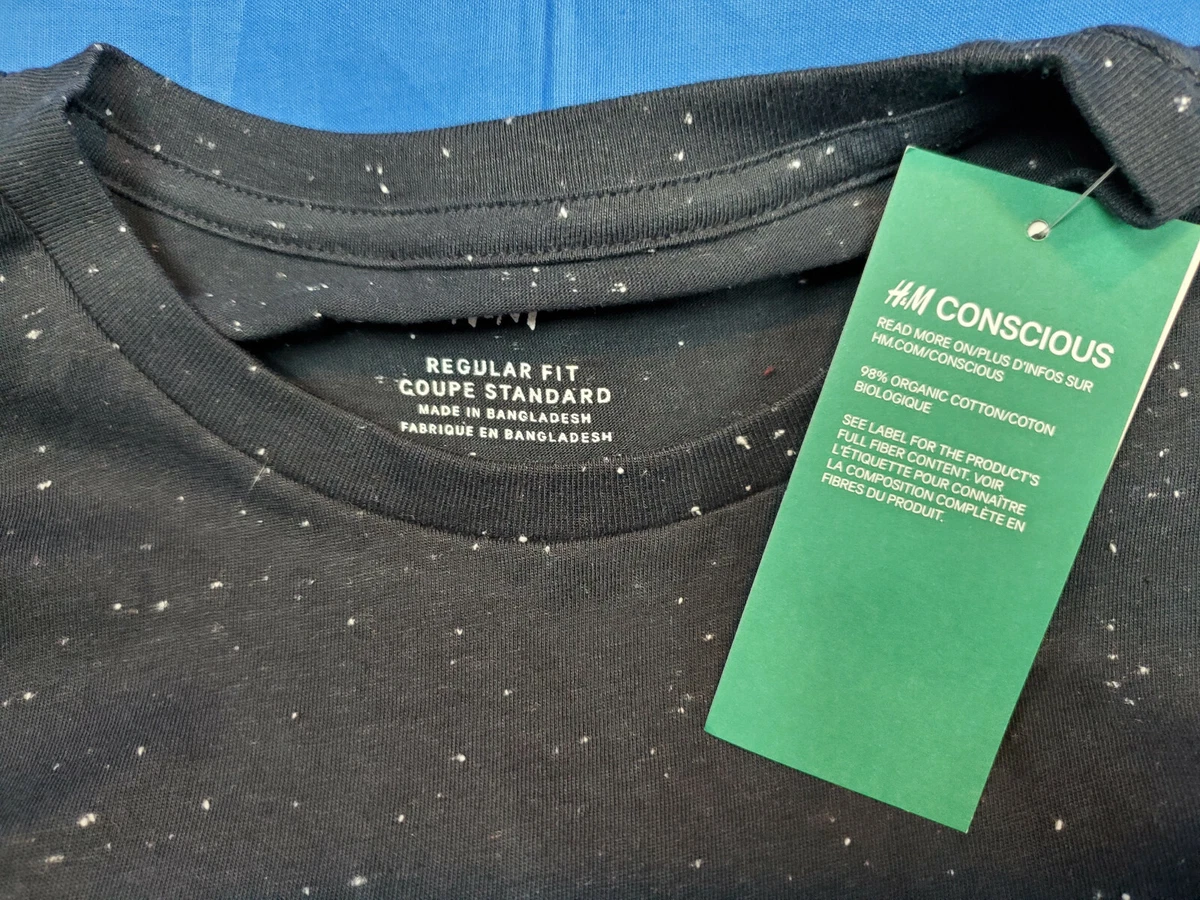 REGULAR FIT
COUPE STANDARD
MADE IN BANGLADESH
FABRIQUE EN BANGLADESH
H&M CONSCIOUS
READ MORE ON/PLUS D'INFOS SUR
HM.COM/CONSCIOUS
98% ORGANIC COTTON/COTON
BIOLOGIQUE
SEE LABEL FOR THE PRODUCT'S
FULL FIBER CONTENT. VOIR
L'ÉTIQUETTE POUR CONNAÎTRE
LA COMPOSITION COMPLÈTE EN
FIBRES DU PRODUIT.